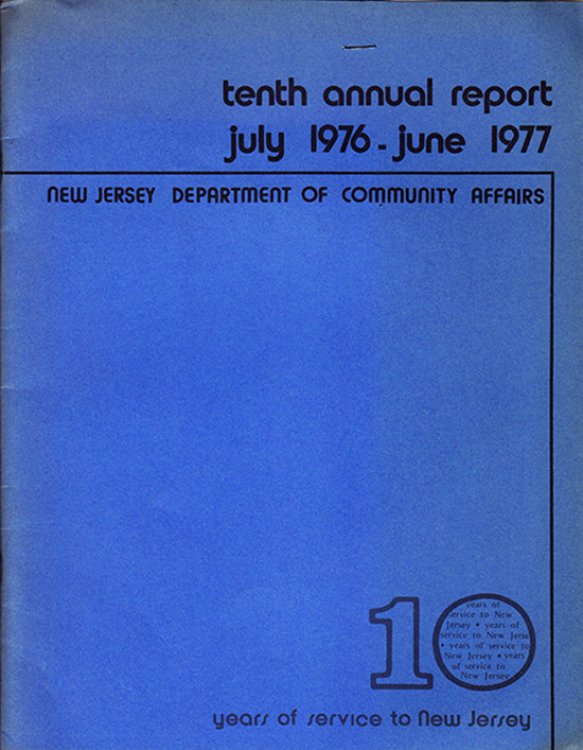 tenth annual report
july 1976 - june 1977
NEW JERSEY DEPARTMENT OF COMMUNITY AFFAIRS
10
years of
service to New
Jersey • years of
service to New Jerse
• years of service to
New Jersey • years
of service to
New Jersey
years of service to New Jersey